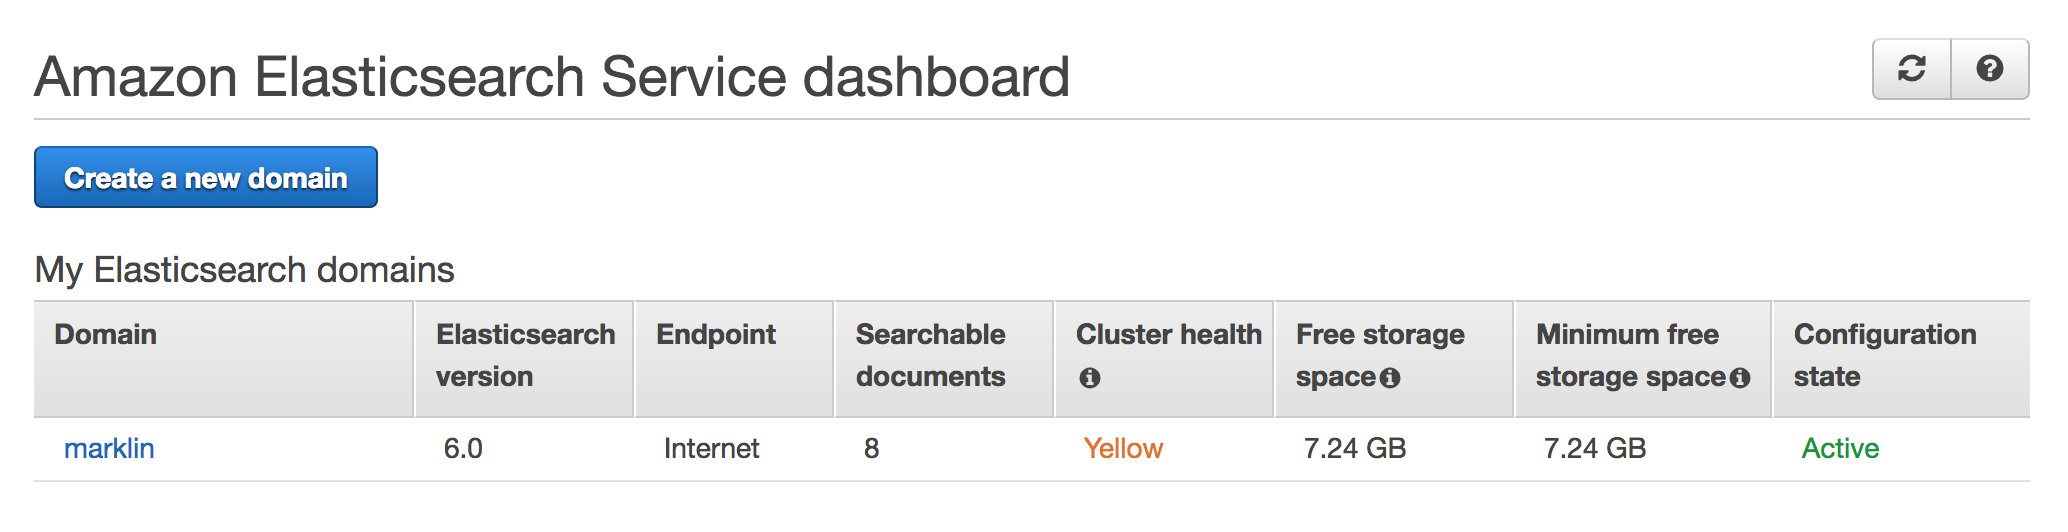 Amazon Elasticsearch Service dashboard
Create a new domain
My Elasticsearch domains
Domain
Elasticsearch
version
Endpoint
Searchable
documents
Cluster health
Free storage
space
Minimum free
storage space
Configuration
state
marklin
6.0
Internet
8
Yellow
7.24 GB
7.24 GB
Active